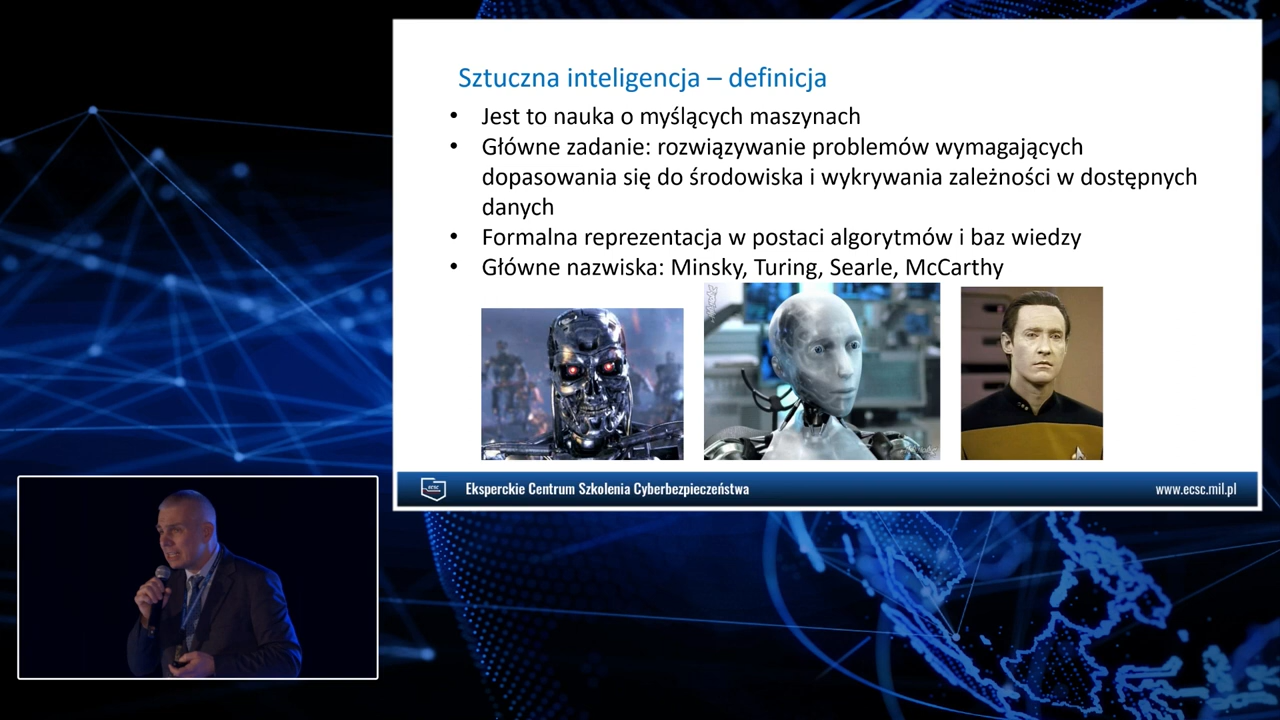 Sztuczna inteligencja – definicja
• Jest to nauka o myślących maszynach
• Główne zadanie: rozwiązywanie problemów wymagających
dopasowania się do środowiska i wykrywania zależności w dostępnych
danych
• Formalna reprezentacja w postaci algorytmów i baz wiedzy
• Główne nazwiska: Minsky, Turing, Searle, McCarthy
ECSC
Eksperckie Centrum Szkolenia Cyberbezpieczeństwa
www.ecsc.mil.pl